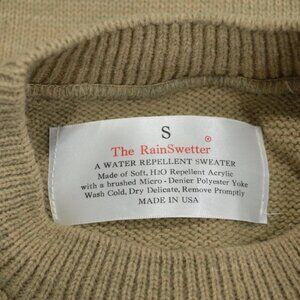 S
The RainSwetter ®
A WATER REPELLENT SWEATER
Made of Soft, H2O Repellent Acrylic
with a brushed Micro - Denier Polyester Yoke
Wash Cold, Dry Delicate, Remove Promptly
MADE IN USA